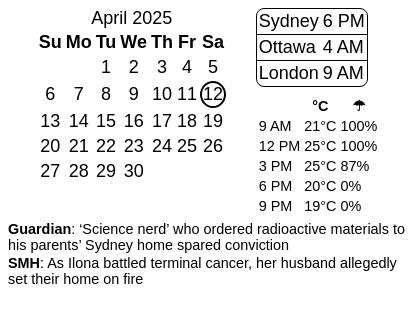 April 2025
Su Mo Tu We Th Fr Sa
1 2 3 4 5
6 7 8 9 10 11 12
13 14 15 16 17 18 19
20 21 22 23 24 25 26
27 28 29 30
Sydney 6 PM
Ottawa 4 AM
London 9 AM
°C ☂
9 AM 21°C 100%
12 PM 25°C 100%
3 PM 25°C 87%
6 PM 20°C 0%
9 PM 19°C 0%
Guardian: ‘Science nerd’ who ordered radioactive materials to
his parents’ Sydney home spared conviction
SMH: As Ilona battled terminal cancer, her husband allegedly
set their home on fire